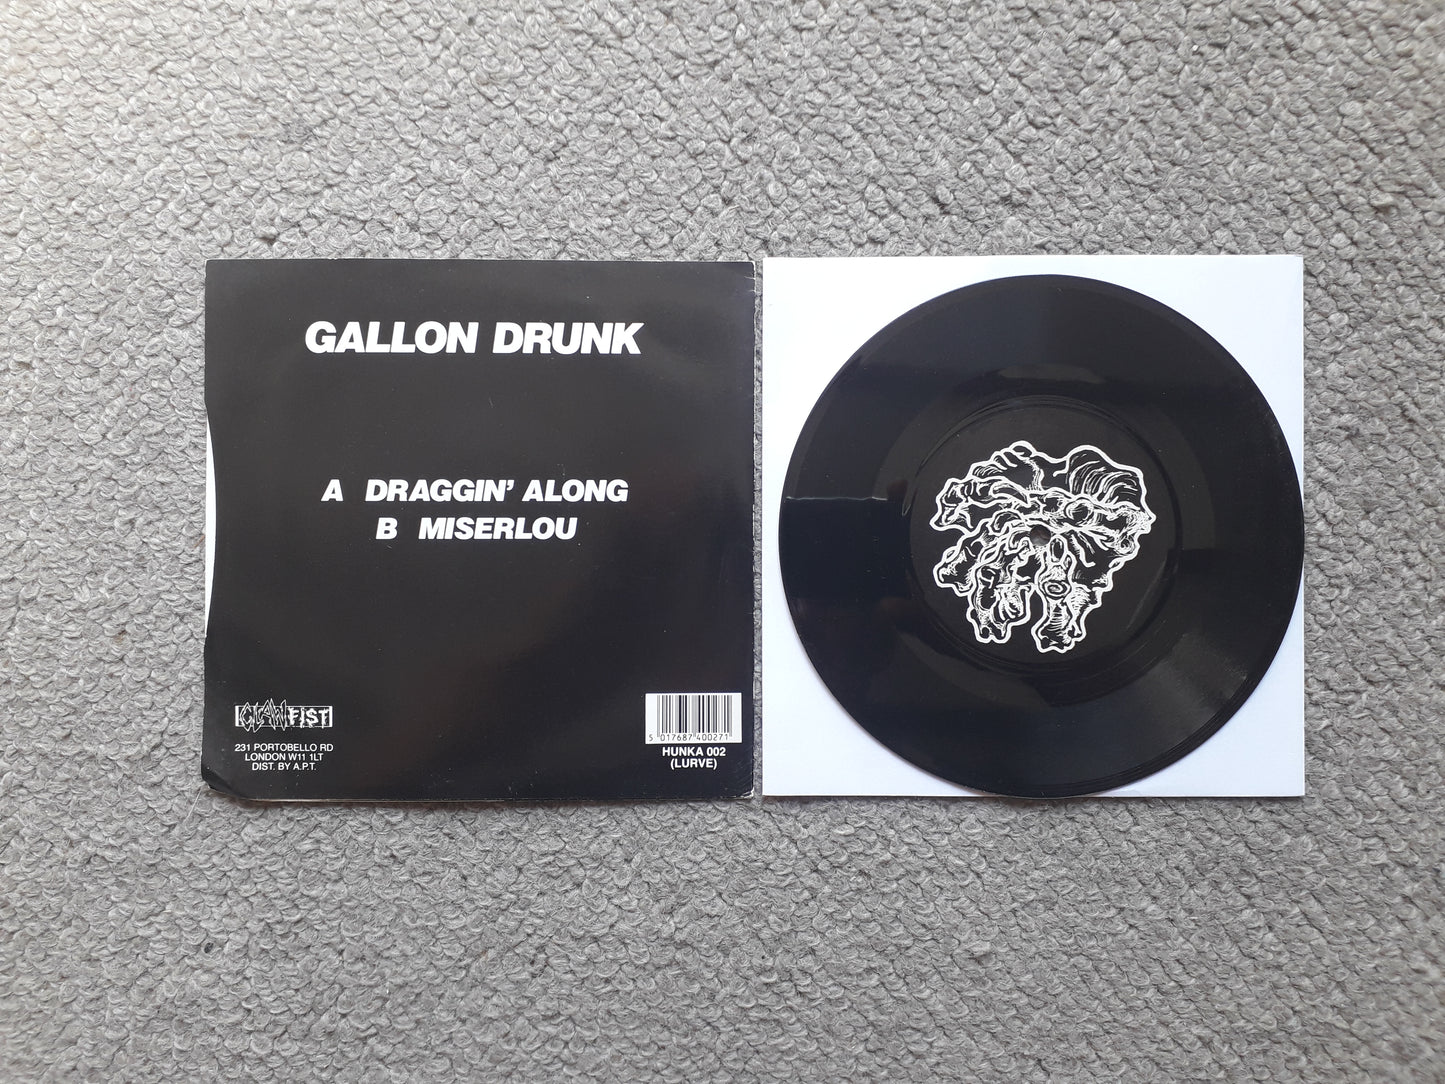 GALLON DRUNK
A DRAGGIN' ALONG
B MISERLOU
CLAWFIST
231 PORTOBELLO RD
LONDON W11 1LT
DIST. BY A.P.T.
5 017687 400271
HUNKA 002
(LURVE)